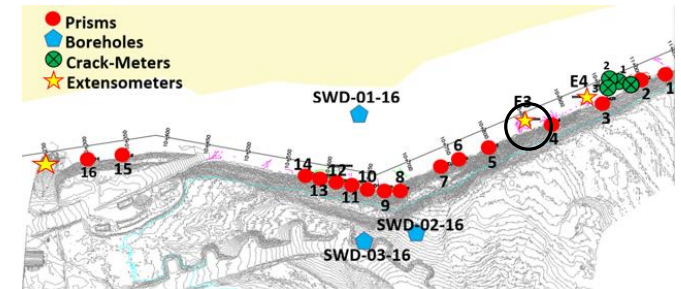 Prisms
Boreholes
Crack-Meters
Extensometers
SWD-01-16
E3
E4
2
1
3
2
1
3
4
5
6
7
8
9
10
11
12
13
14
15
16
SWD-02-16
SWD-03-16